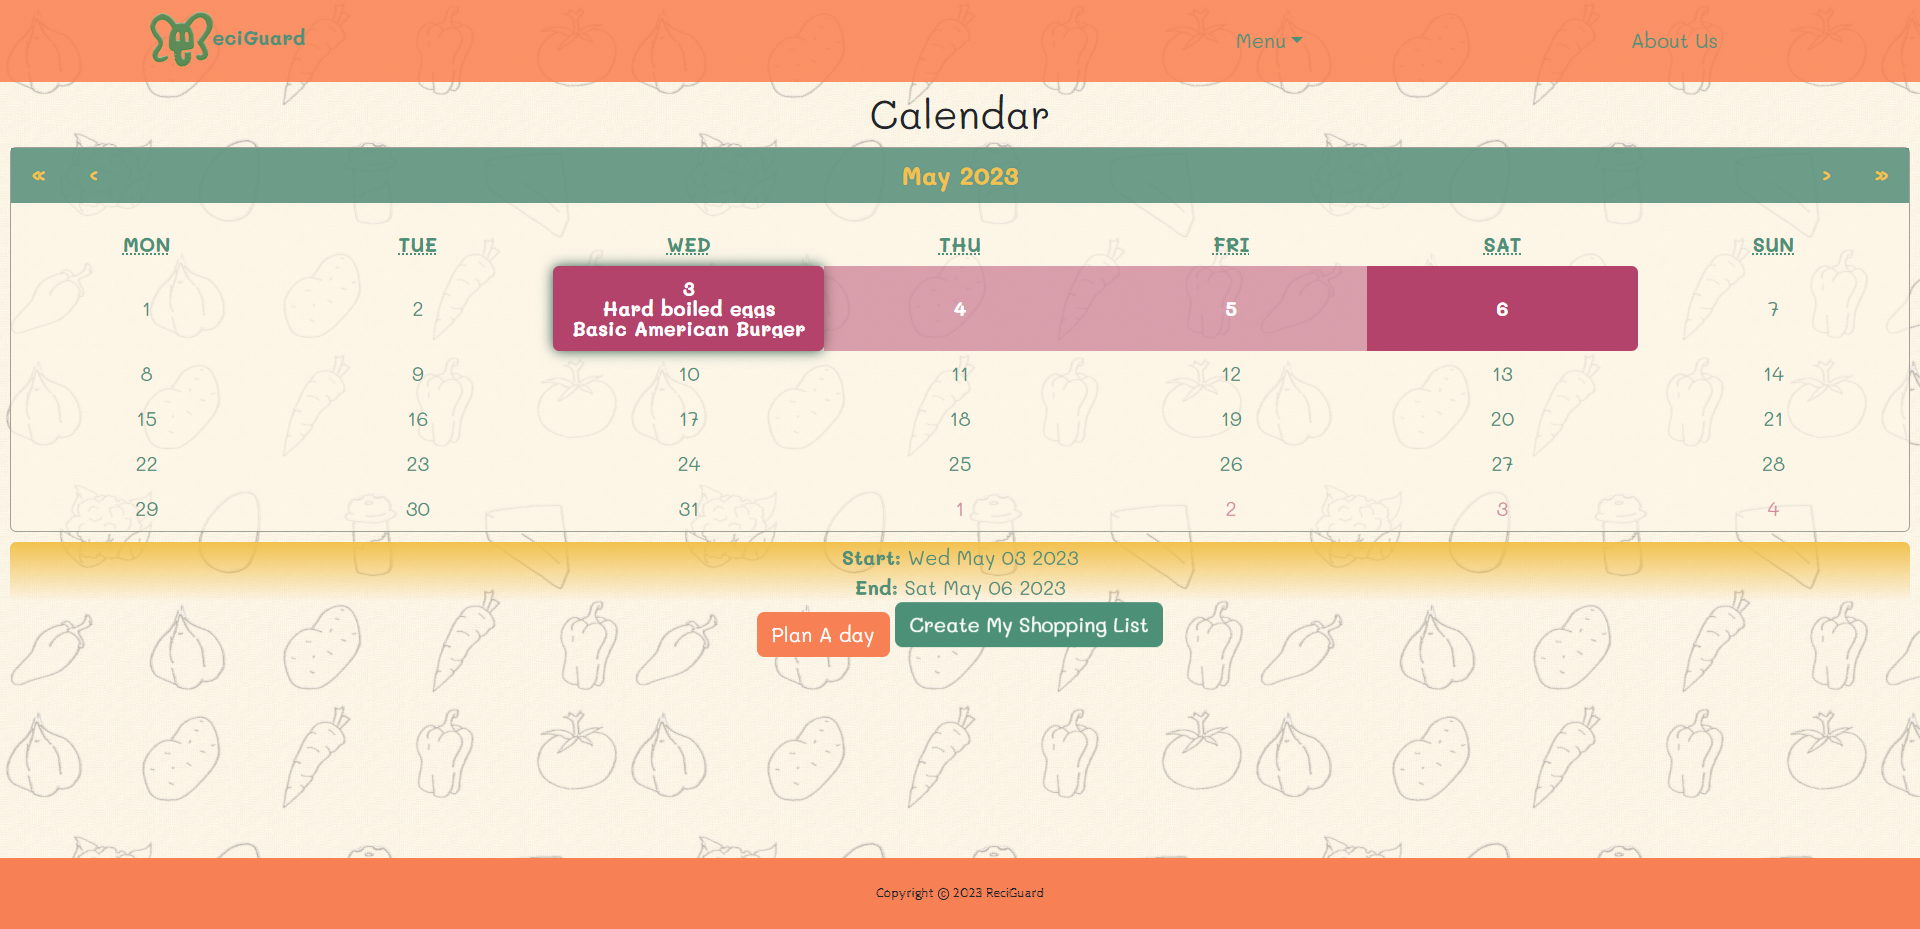 ReciGuard Menu About Us
Calendar
« ‹ May 2023 › »
MON TUE WED THU FRI SAT SUN
1 2 3 4 5 6 7
Hard boiled eggs
Basic American Burger
8 9 10 11 12 13 14
15 16 17 18 19 20 21
22 23 24 25 26 27 28
29 30 31 1 2 3 4
Start: Wed May 03 2023
End: Sat May 06 2023
Plan A day Create My Shopping List
Copyright © 2023 ReciGuard